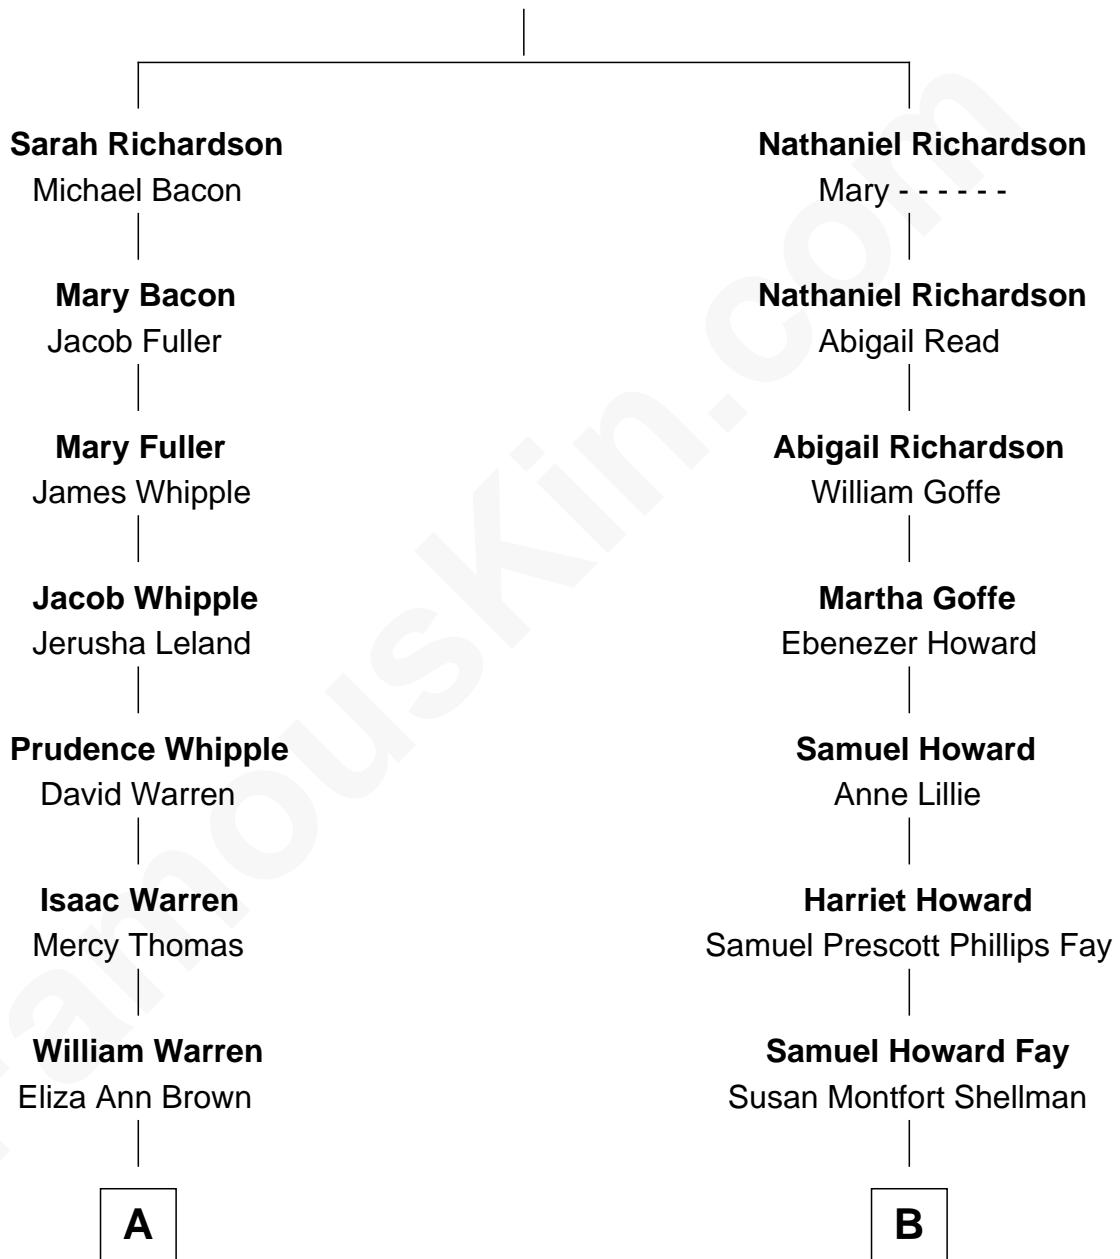 Sarah Richardson
Michael Bacon
Mary Bacon
Jacob Fuller
Mary Fuller
James Whipple
Jacob Whipple
Jerusha Leland
Prudence Whipple
David Warren
Isaac Warren
Mercy Thomas
William Warren
Eliza Ann Brown
A
Nathaniel Richardson
Mary - - - - - -
Nathaniel Richardson
Abigail Read
Abigail Richardson
William Goffe
Martha Goffe
Ebenezer Howard
Samuel Howard
Anne Lillie
Harriet Howard
Samuel Prescott Phillips Fay
Samuel Howard Fay
Susan Montfort Shellman
B
FamousKin.com